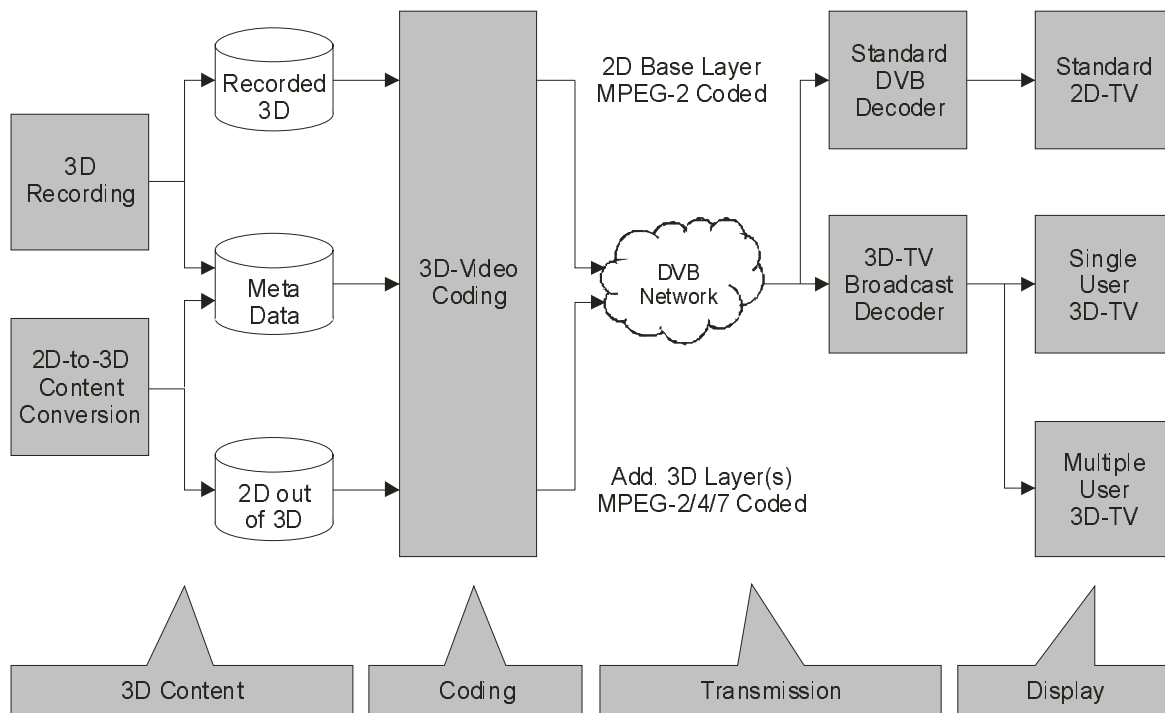 3D
Recording
2D-to-3D
Content
Conversion
Recorded
3D
Meta
Data
2D out
of 3D
3D-Video
Coding
2D Base Layer
MPEG-2 Coded
DVB
Network
Add. 3D Layer(s)
MPEG-2/4/7 Coded
Standard
DVB
Decoder
3D-TV
Broadcast
Decoder
Standard
2D-TV
Single
User
3D-TV
Multiple
User
3D-TV
3D Content
Coding
Transmission
Display